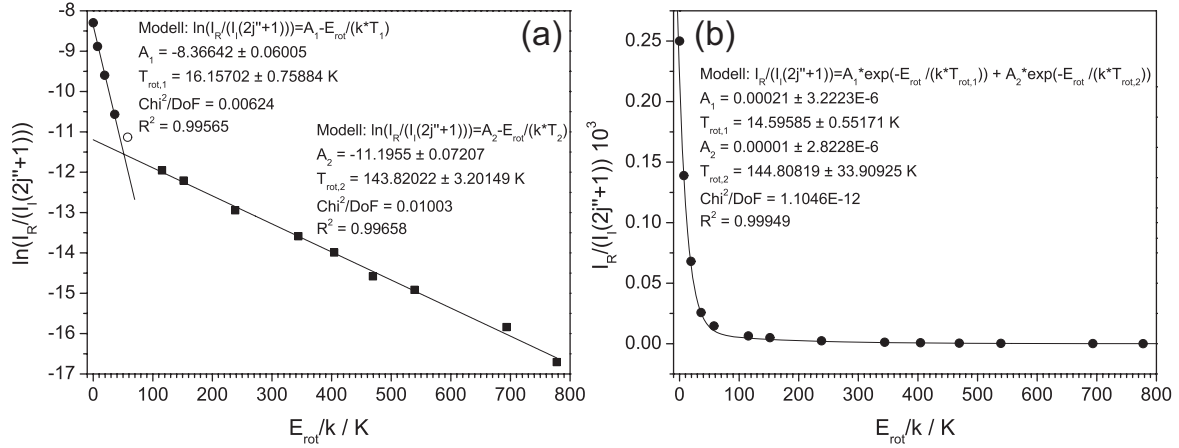 (a)
Modell: ln(I_R/(I_l(2j"+1)))=A_1-E_rot/(k*T_1)
A_1 = -8.36642 ± 0.06005
T_rot,1 = 16.15702 ± 0.75884 K
Chi^2/DoF = 0.00624
R^2 = 0.99565
Modell: ln(I_R/(I_l(2j"+1)))=A_2-E_rot/(k*T_2)
A_2 = -11.1955 ± 0.07207
T_rot,2 = 143.82022 ± 3.20149 K
Chi^2/DoF = 0.01003
R^2 = 0.99658
ln(I_R/(I_l(2j"+1)))
-8
-9
-10
-11
-12
-13
-14
-15
-16
-17
0 100 200 300 400 500 600 700 800
E_rot/k / K
(b)
Modell: I_R/(I_l(2j"+1))=A_1*exp(-E_rot/(k*T_rot,1)) + A_2*exp(-E_rot/(k*T_rot,2))
A_1 = 0.00021 ± 3.2223E-6
T_rot,1 = 14.59585 ± 0.55171 K
A_2 = 0.00001 ± 2.8228E-6
T_rot,2 = 144.80819 ± 33.90925 K
Chi^2/DoF = 1.1046E-12
R^2 = 0.99949
I_R/(I_l(2j"+1)) 10^3
0.25
0.20
0.15
0.10
0.05
0.00
0 100 200 300 400 500 600 700 800
E_rot/k / K